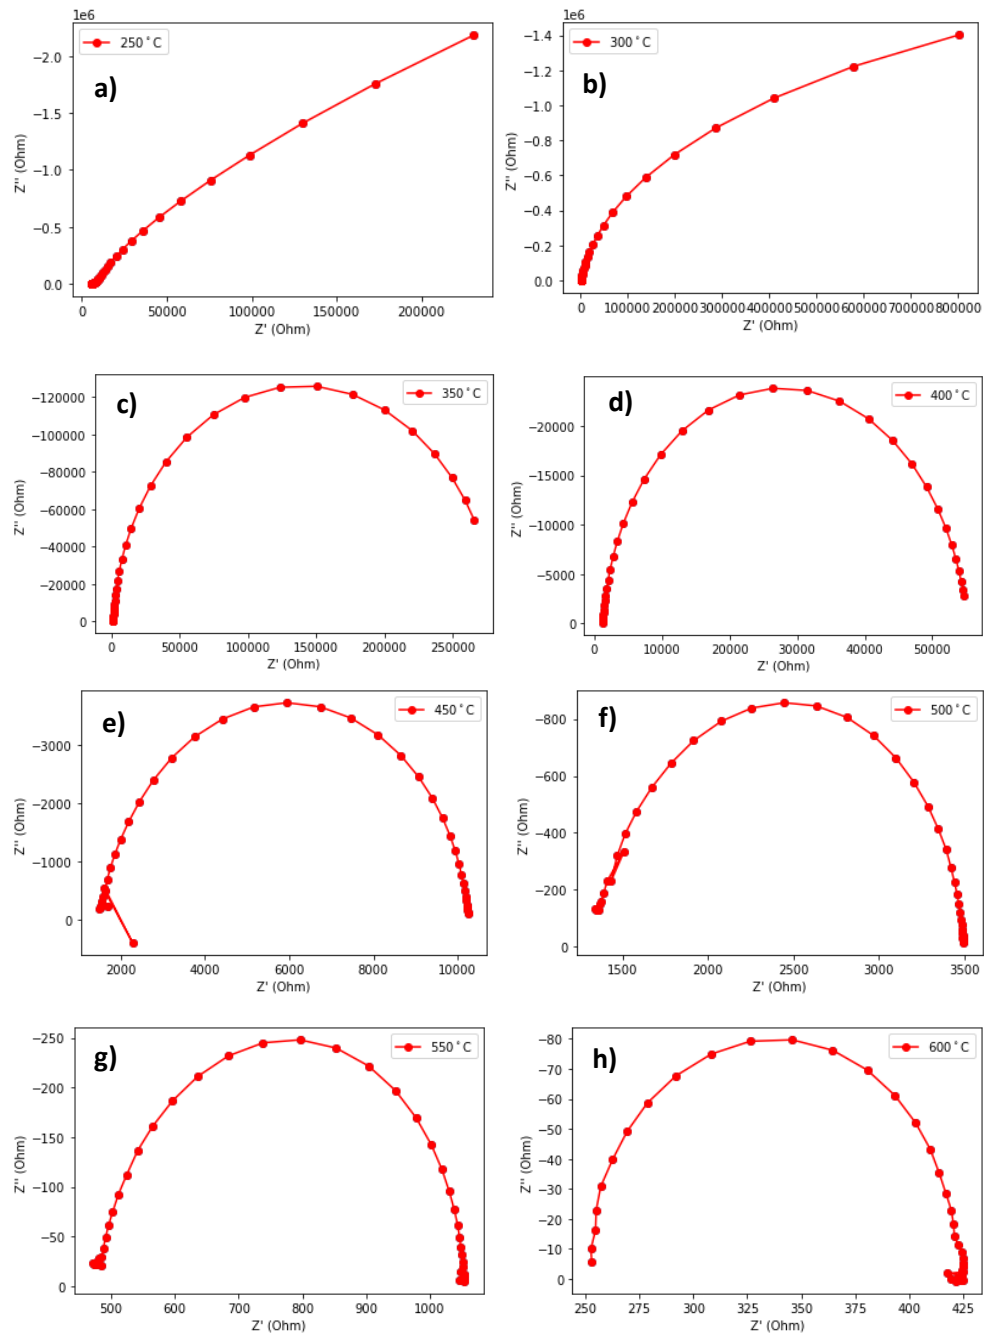 1e6
250°C
a)
−2.0
−1.5
−1.0
−0.5
0.0
Z'' (Ohm)
0 50000 100000 150000 200000
Z' (Ohm)
1e6
300°C
b)
−1.4
−1.2
−1.0
−0.8
−0.6
−0.4
−0.2
0.0
Z'' (Ohm)
0 100000 200000 300000 400000 500000 600000 700000 800000
Z' (Ohm)
350°C
c)
−120000
−100000
−80000
−60000
−40000
−20000
0
Z'' (Ohm)
0 50000 100000 150000 200000 250000
Z' (Ohm)
400°C
d)
−20000
−15000
−10000
−5000
0
Z'' (Ohm)
0 10000 20000 30000 40000 50000
Z' (Ohm)
450°C
e)
−3000
−2000
−1000
0
Z'' (Ohm)
2000 4000 6000 8000 10000
Z' (Ohm)
500°C
f)
−800
−600
−400
−200
0
Z'' (Ohm)
1500 2000 2500 3000 3500
Z' (Ohm)
550°C
g)
−250
−200
−150
−100
−50
0
Z'' (Ohm)
500 600 700 800 900 1000
Z' (Ohm)
600°C
h)
−80
−70
−60
−50
−40
−30
−20
−10
0
Z'' (Ohm)
250 275 300 325 350 375 400 425
Z' (Ohm)